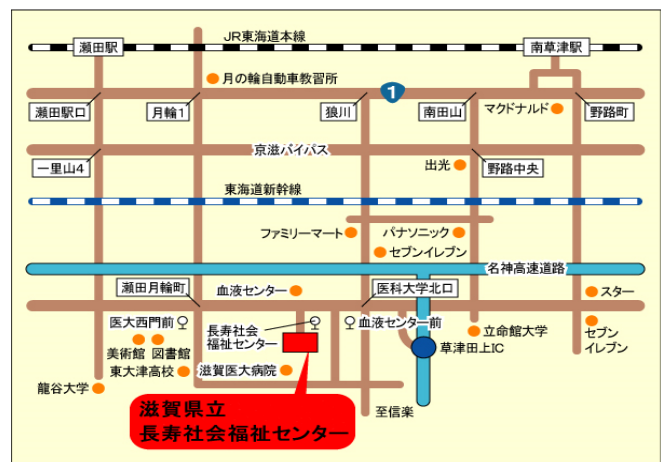 JR東海道本線
瀬田駅
南草津駅
月の輪自動車教習所
1
マクドナルド
瀬田駅口
月輪1
狼川
南田山
野路町
京滋バイパス
一里山4
出光
野路中央
東海道新幹線
ファミリーマート
パナソニック
セブンイレブン
名神高速道路
瀬田月輪町
血液センター
医科大学北口
スター
医大西門前
長寿社会
福祉センター
血液センター前
立命館大学
セブン
イレブン
美術館
図書館
草津田上IC
東大津高校
滋賀医大病院
龍谷大学
至信楽
滋賀県立
長寿社会福祉センター